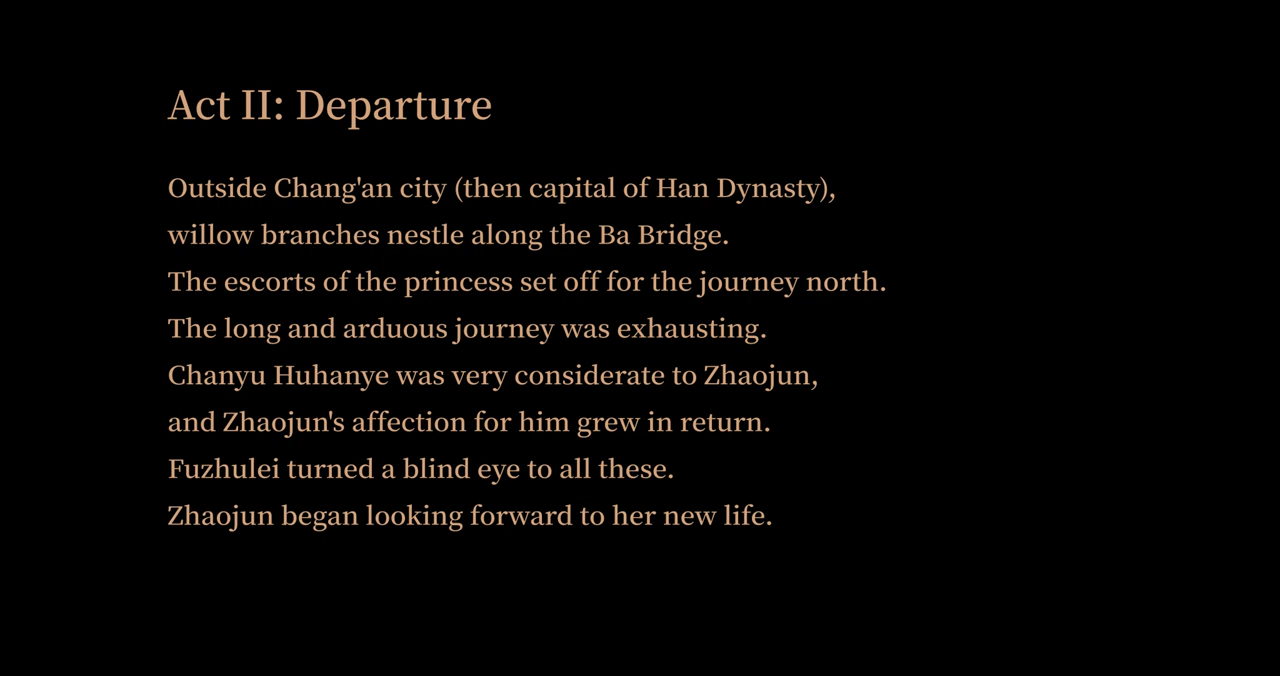 Act II: Departure
Outside Chang'an city (then capital of Han Dynasty),
willow branches nestle along the Ba Bridge.
The escorts of the princess set off for the journey north.
The long and arduous journey was exhausting.
Chanyu Huhanye was very considerate to Zhaojun,
and Zhaojun's affection for him grew in return.
Fuzhulei turned a blind eye to all these.
Zhaojun began looking forward to her new life.